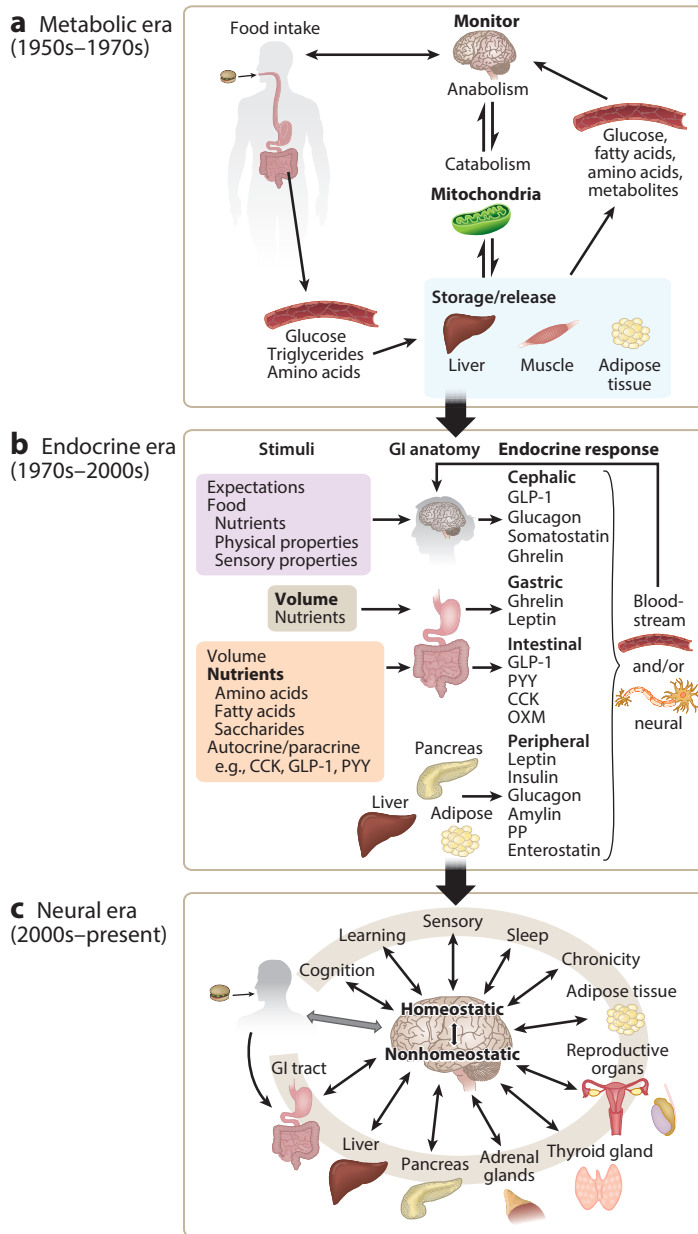 a Metabolic era
(1950s–1970s)
Food intake
Monitor
Anabolism
Catabolism
Mitochondria
Glucose,
fatty acids,
amino acids,
metabolites
Storage/release
Glucose
Triglycerides
Amino acids
Liver
Muscle
Adipose
tissue
b Endocrine era
(1970s–2000s)
Stimuli
GI anatomy
Endocrine response
Expectations
Food
Nutrients
Physical properties
Sensory properties
Cephalic
GLP-1
Glucagon
Somatostatin
Ghrelin
Volume
Nutrients
Gastric
Ghrelin
Leptin
Volume
Nutrients
Amino acids
Fatty acids
Saccharides
Autocrine/paracrine
e.g., CCK, GLP-1, PYY
Intestinal
GLP-1
PYY
CCK
OXM
Pancreas
Liver
Adipose
Peripheral
Leptin
Insulin
Glucagon
Amylin
PP
Enterostatin
Blood-
stream
and/or
neural
c Neural era
(2000s–present)
Cognition
Learning
Sensory
Sleep
Chronicity
Adipose tissue
Homeostatic
Nonhomeostatic
Reproductive
organs
GI tract
Liver
Pancreas
Adrenal
glands
Thyroid gland